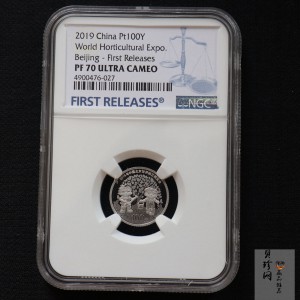 2019 China Pt100Y
World Horticultural Expo.
Beijing - First Releases
PF 70 ULTRA CAMEO
4900476-027
FIRST RELEASES®
NGC